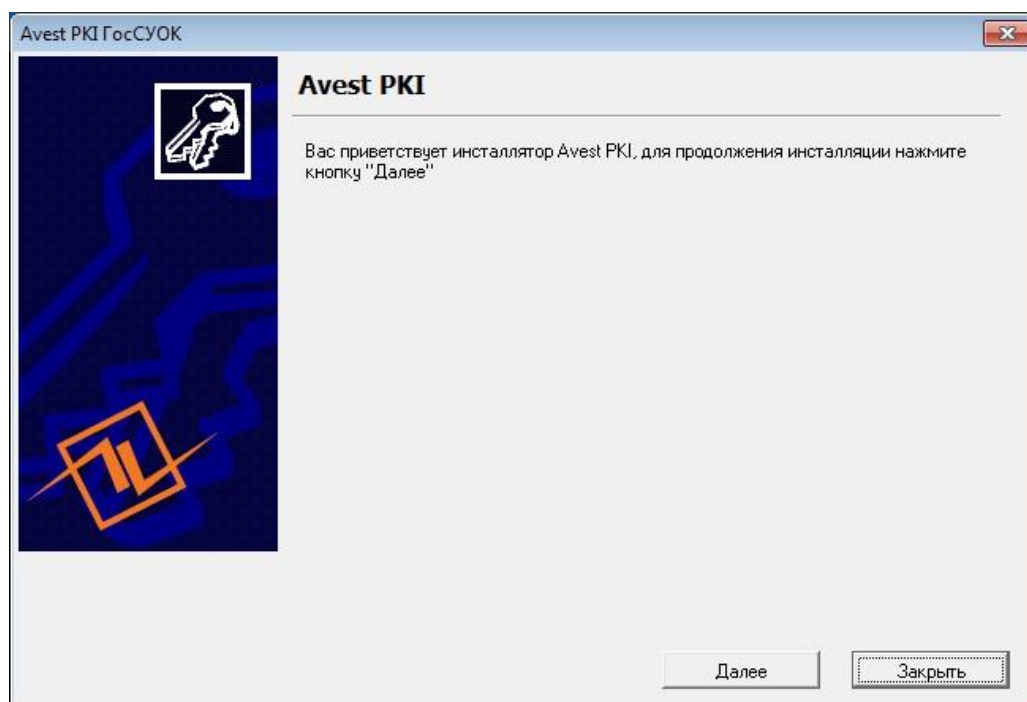 Avest PKI ГосСУОК
Avest PKI
Вас приветствует инсталлятор Avest PKI, для продолжения инсталляции нажмите
кнопку "Далее"
Далее
Закрыть